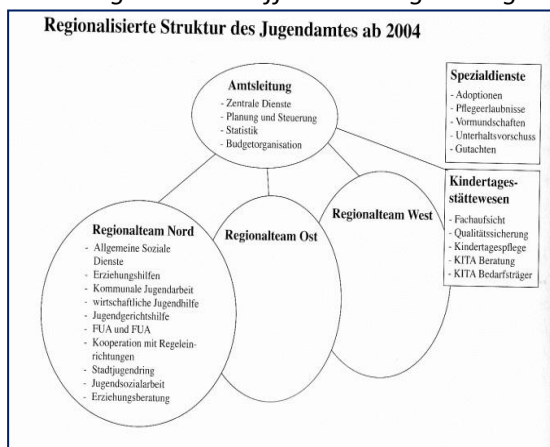 Regionalisierte Struktur des Jugendamtes ab 2004
Amtsleitung
- Zentrale Dienste
- Planung und Steuerung
- Statistik
- Budgetorganisation
Spezialdienste
- Adoptionen
- Pflegeerlaubnisse
- Vormundschaften
- Unterhaltsvorschuss
- Gutachten
Kindertages-
stättewesen
- Fachaufsicht
- Qualitätssicherung
- Kindertagespflege
- KITA Beratung
- KITA Bedarfsträger
Regionalteam Nord
- Allgemeine Soziale
Dienste
- Erziehungshilfen
- Kommunale Jugendarbeit
- wirtschaftliche Jugendhilfe
- Jugendgerichtshilfe
- FUA und FUA
- Kooperation mit Regelein-
richtungen
- Stadtjugendring
- Jugendsozialarbeit
- Erziehungsberatung
Regionalteam Ost
Regionalteam West